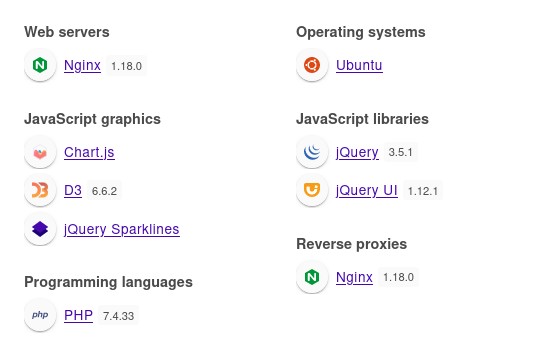 Web servers
Nginx 1.18.0
JavaScript graphics
Chart.js
D3 6.6.2
jQuery Sparklines
Programming languages
php PHP 7.4.33
Operating systems
Ubuntu
JavaScript libraries
jQuery 3.5.1
jQuery UI 1.12.1
Reverse proxies
Nginx 1.18.0